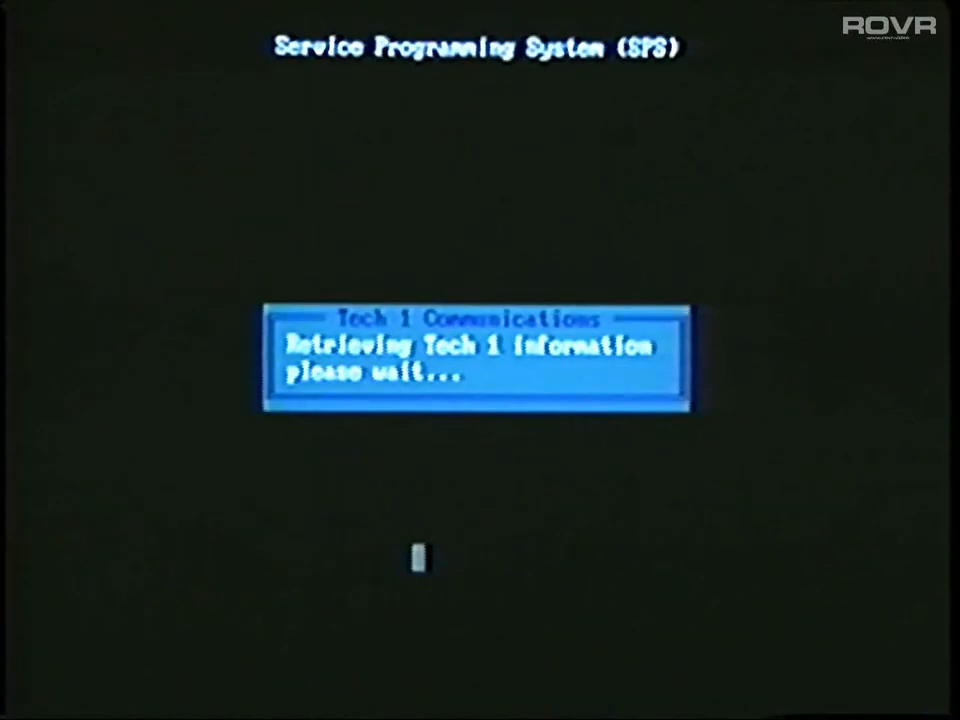 ROVR
Service Programming System (SPS)
Tech 1 Communications
Retrieving Tech 1 information
please wait...